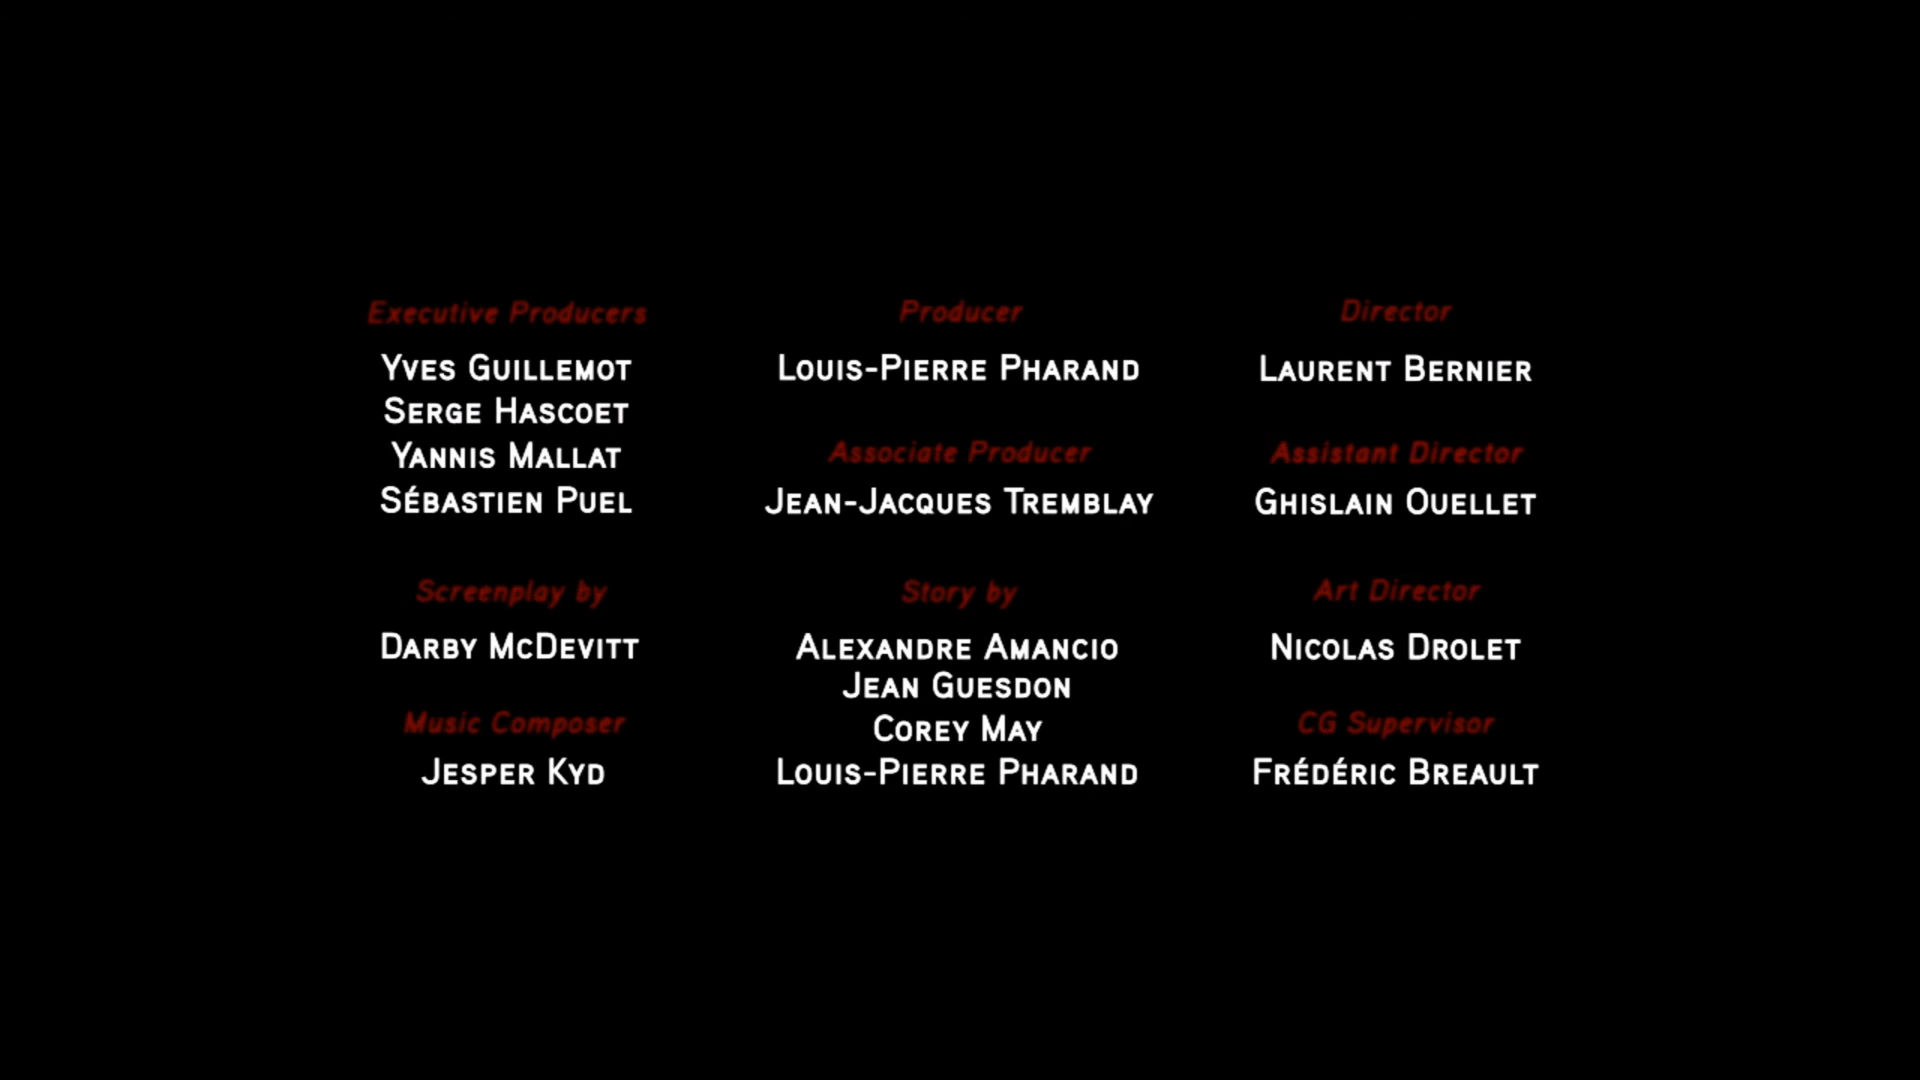 Executive Producers
Yves Guillemot
Serge Hascoet
Yannis Mallat
Sébastien Puel
Producer
Louis-Pierre Pharand
Associate Producer
Jean-Jacques Tremblay
Director
Laurent Bernier
Assistant Director
Ghislain Ouellet
Screenplay by
Darby McDevitt
Music Composer
Jesper Kyd
Story by
Alexandre Amancio
Jean Guesdon
Corey May
Louis-Pierre Pharand
Art Director
Nicolas Drolet
CG Supervisor
Frédéric Breault